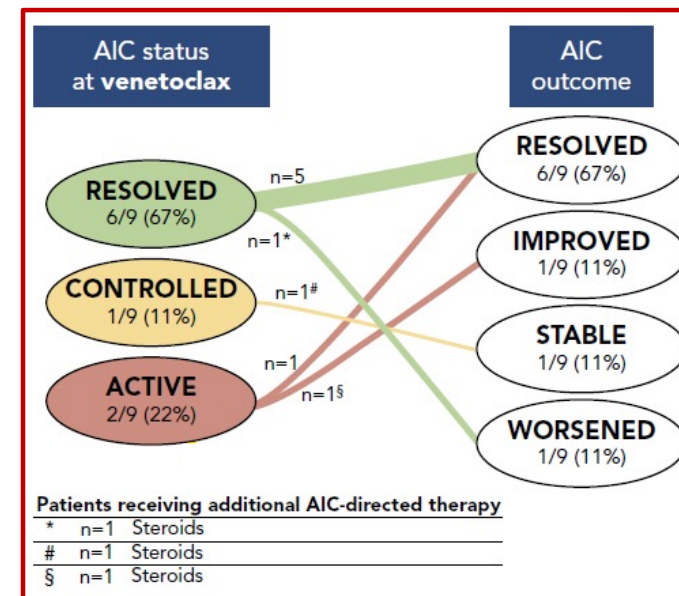 AIC status
at venetoclax
AIC
outcome
RESOLVED
6/9 (67%)
CONTROLLED
1/9 (11%)
ACTIVE
2/9 (22%)
n=5
n=1*
n=1#
n=1
n=1§
RESOLVED
6/9 (67%)
IMPROVED
1/9 (11%)
STABLE
1/9 (11%)
WORSENED
1/9 (11%)
Patients receiving additional AIC-directed therapy
* n=1 Steroids
# n=1 Steroids
§ n=1 Steroids